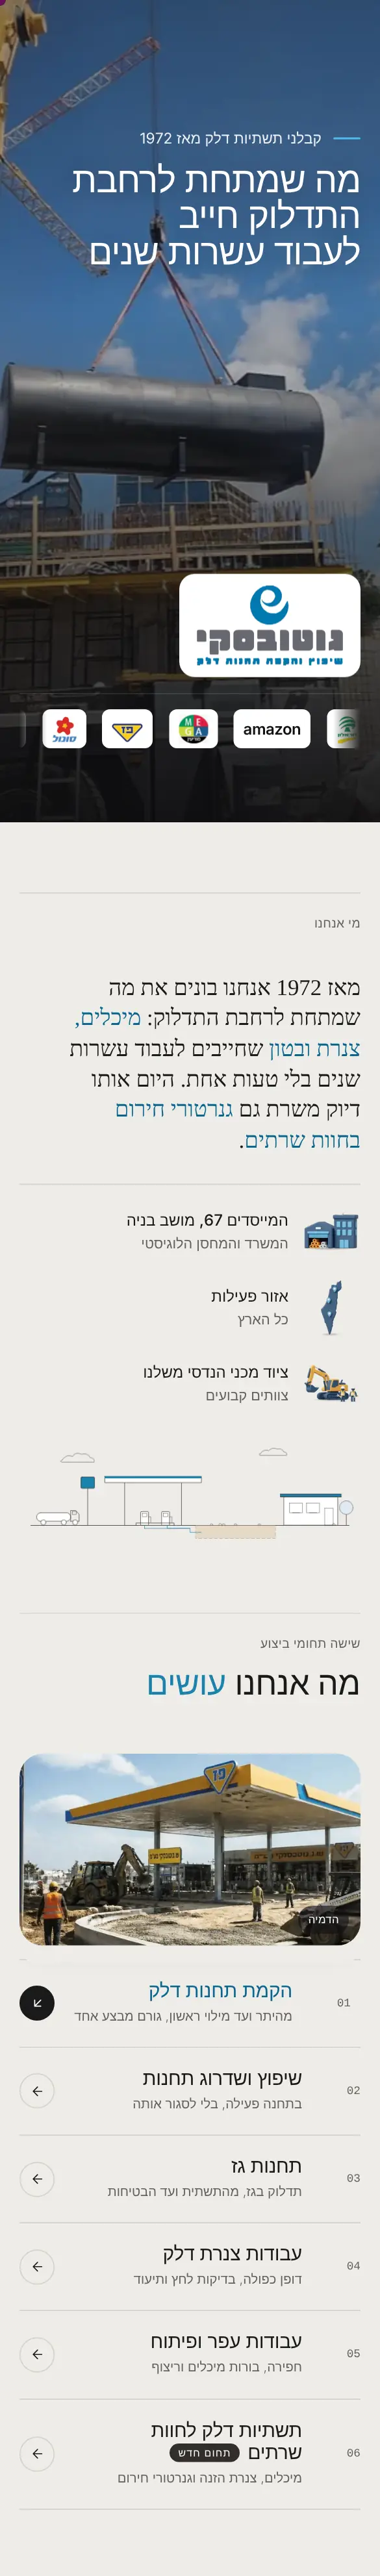 קבלני תשתיות דלק מאז 1972
מה שמתחת לרחבת
התדלוק חייב
לעבוד עשרות שנים
גוטובסקי
שיפוץ והקמת תחנות דלק
סונול
פז
MEGA
amazon
מי אנחנו
מאז 1972 אנחנו בונים את מה
שמתחת לרחבת התדלוק: מיכלים,
צנרת ובטון שחייבים לעבוד עשרות
שנים בלי טעות אחת. היום אותו
דיוק משרת גם גנרטורי חירום
בחוות שרתים.
המייסדים 67, מושב בניה
המשרד והמחסן הלוגיסטי
אזור פעילות
כל הארץ
ציוד מכני הנדסי משלנו
צוותים קבועים
שישה תחומי ביצוע
מה אנחנו עושים
פז
הדמיה
01
הקמת תחנות דלק
מהיתר ועד מילוי ראשון, גורם מבצע אחד
02
שיפוץ ושדרוג תחנות
בתחנה פעילה, בלי לסגור אותה
03
תחנות גז
תדלוק בגז, מהתשתית ועד הבטיחות
04
עבודות צנרת דלק
דופן כפולה, בדיקות לחץ ותיעוד
05
עבודות עפר ופיתוח
חפירה, בורות מיכלים וריצוף
06
תשתיות דלק לחוות
שרתים תחום חדש
מיכלים, צנרת הזנה וגנרטורי חירום